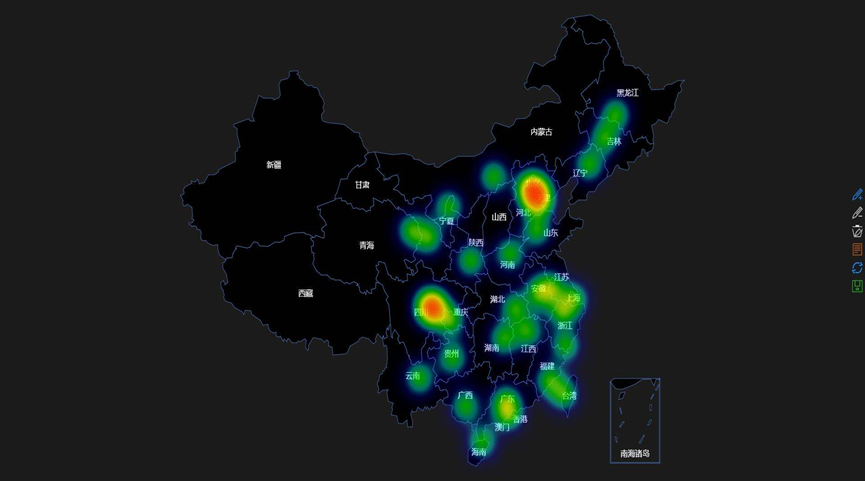 黑龙江
内蒙古
吉林
新疆
辽宁
甘肃
河北
山西
宁夏
山东
陕西
青海
河南
江苏
安徽
西藏
上海
湖北
重庆
浙江
湖南
江西
贵州
福建
云南
广西
广东
台湾
香港
澳门
海南
南海诸岛